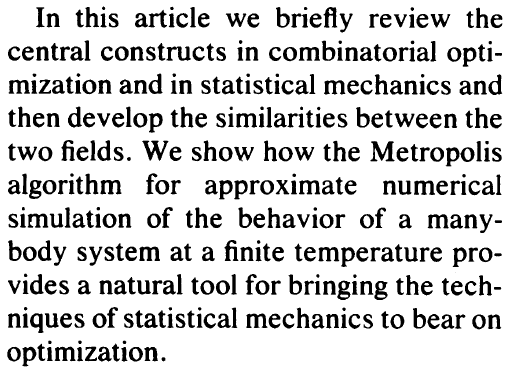 In this article we briefly review the
central constructs in combinatorial opti-
mization and in statistical mechanics and
then develop the similarities between the
two fields. We show how the Metropolis
algorithm for approximate numerical
simulation of the behavior of a many-
body system at a finite temperature pro-
vides a natural tool for bringing the tech-
niques of statistical mechanics to bear on
optimization.